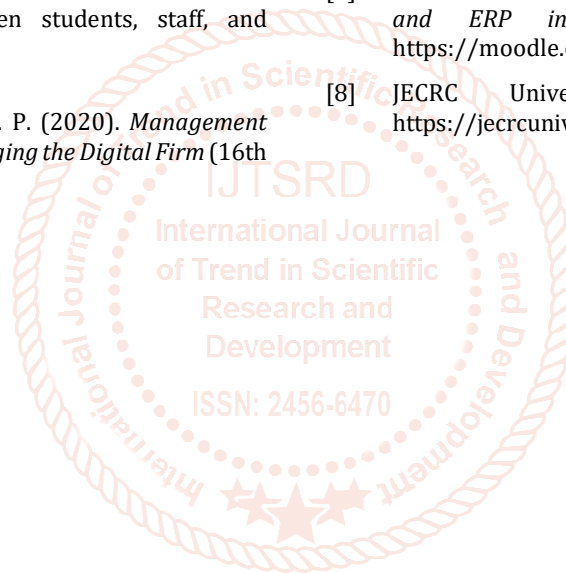 en students, staff, and
. P. (2020). Management
ging the Digital Firm (16th
and ERP in
https://moodle.
[8] JECRC Unive
https://jecrcuniv
International Journal of Trend in Scientific Research and Development
IJTSRD
International Journal
of Trend in Scientific
Research and
Development
ISSN: 2456-6470